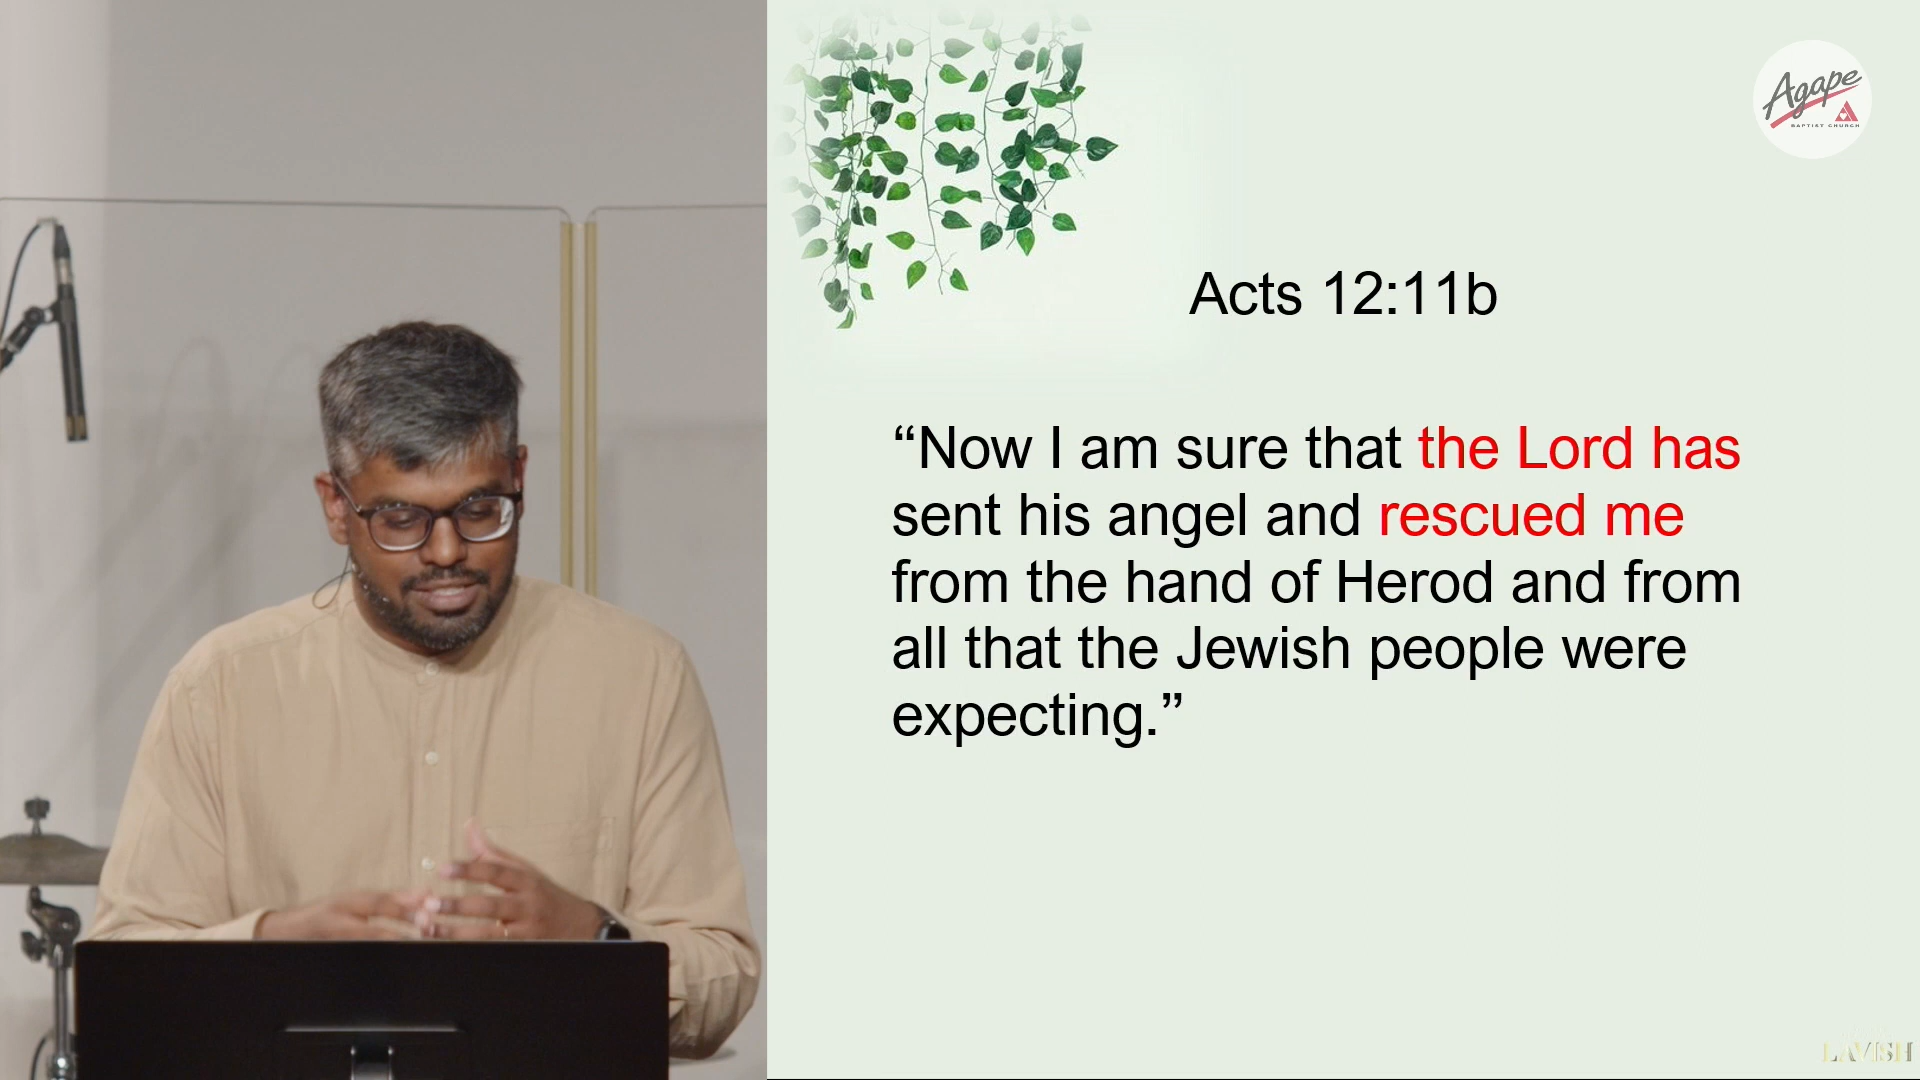 Agape
BAPTIST CHURCH
Acts 12:11b
“Now I am sure that the Lord has
sent his angel and rescued me
from the hand of Herod and from
all that the Jewish people were
expecting.”
LAVISH